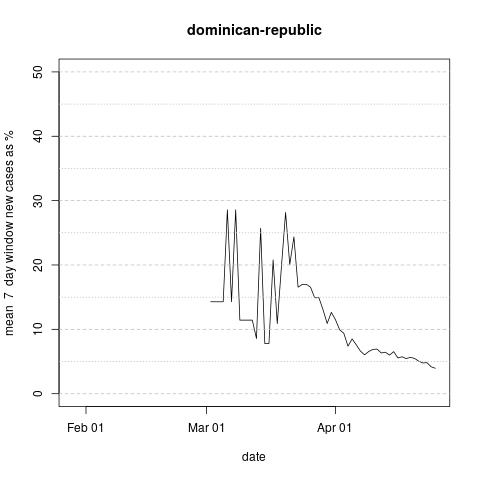 dominican-republic
mean 7 day window new cases as %
50
40
30
20
10
0
Feb 01
Mar 01
Apr 01
date